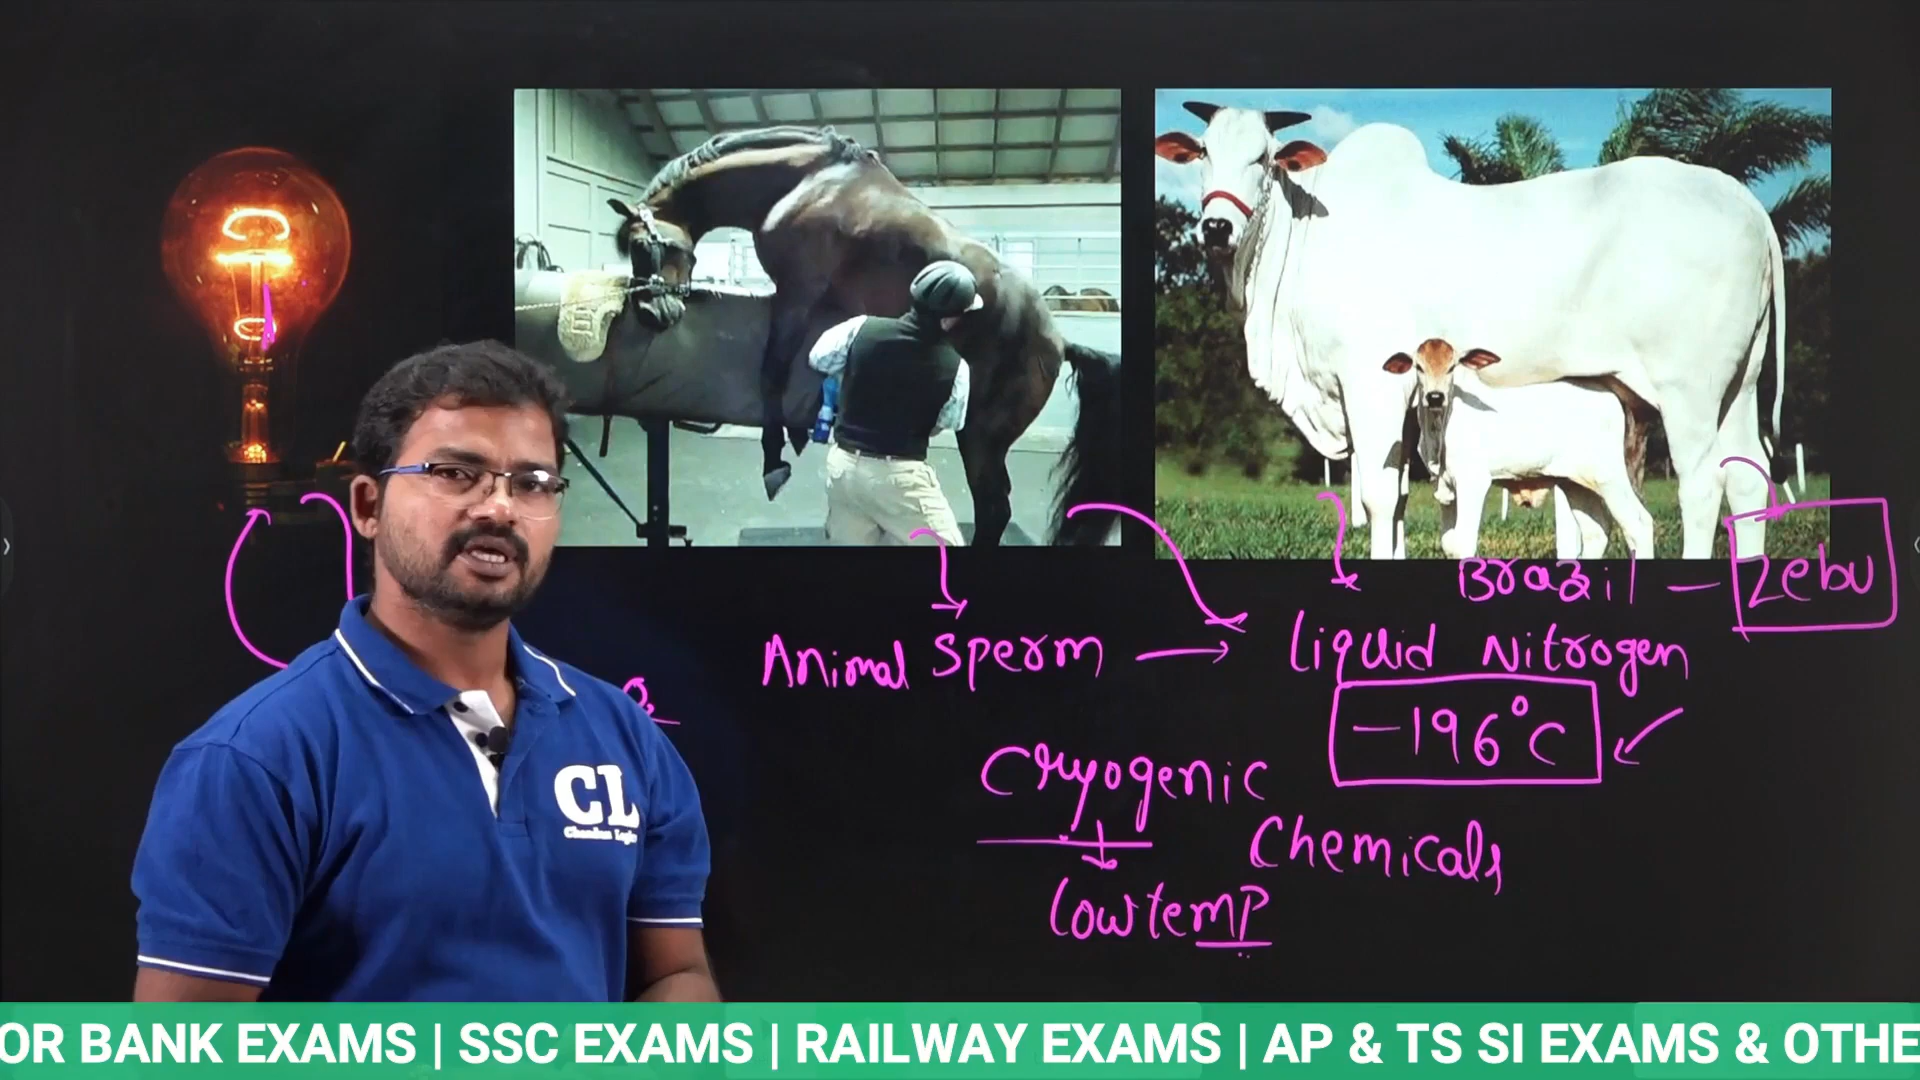 Brazil - Zebu
Animal Sperm → Liquid Nitrogen
-196°C
Cryogenic
Chemicals
Low temp
CL
OR BANK EXAMS | SSC EXAMS | RAILWAY EXAMS | AP & TS SI EXAMS & OTHE